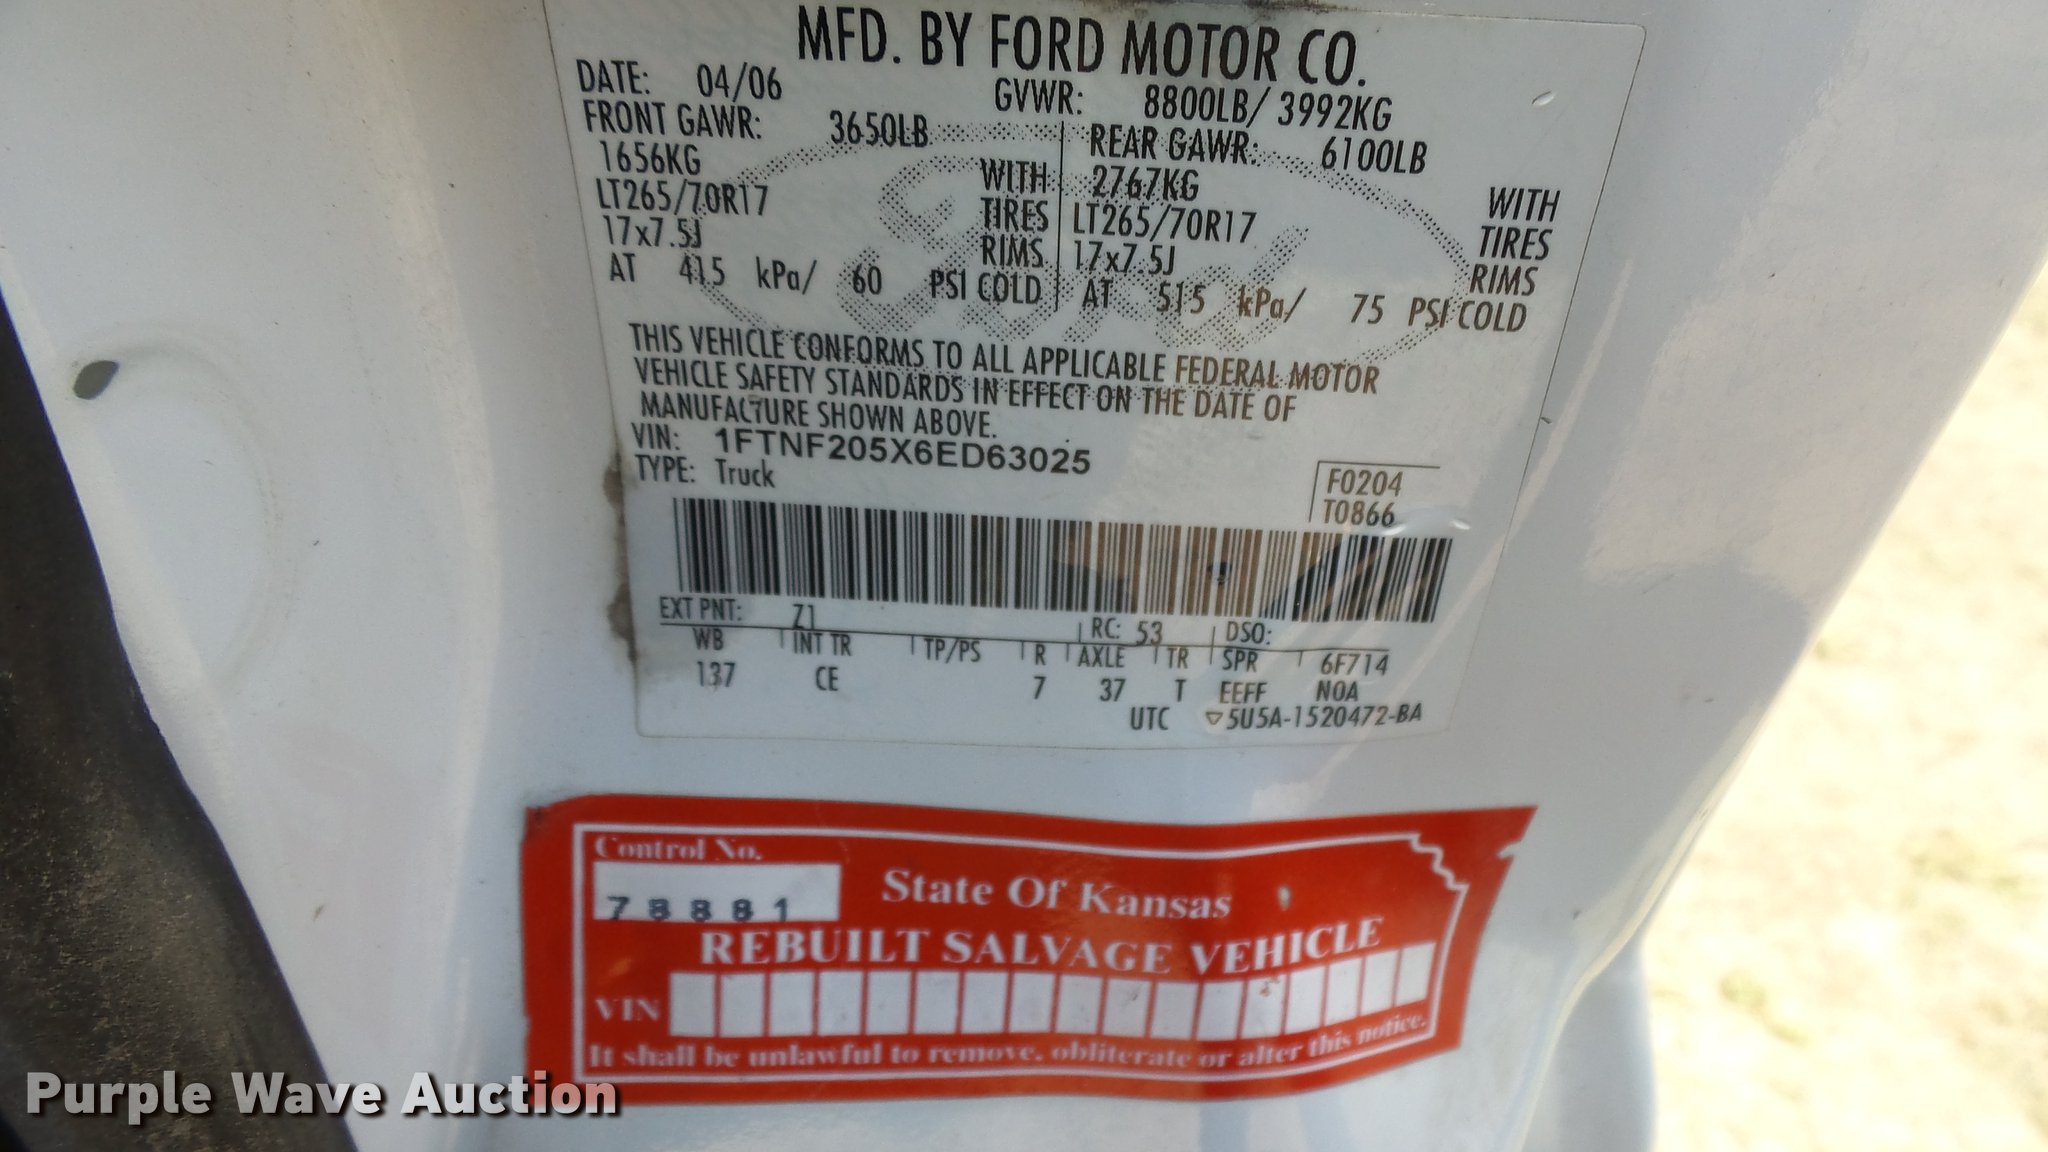 MFD. BY FORD MOTOR CO.
DATE: 04/06 GVWR: 8800LB/ 3992KG
FRONT GAWR: 3650LB REAR GAWR: 6100LB
1656KG WITH 2767KG WITH
LT265/70R17 TIRES LT265/70R17 TIRES
17x7.5J RIMS 17x7.5J RIMS
AT 415 kPa/ 60 PSI COLD AT 515 kPa/ 75 PSI COLD
THIS VEHICLE CONFORMS TO ALL APPLICABLE FEDERAL MOTOR
VEHICLE SAFETY STANDARDS IN EFFECT ON THE DATE OF
MANUFACTURE SHOWN ABOVE.
VIN: 1FTNF205X6ED63025
TYPE: Truck
F0204
T0866
EXT PNT: Z1 RC: 53 DSO:
WB INT TR TP/PS R AXLE TR SPR 6F714
137 CE 7 37 T EEFF NOA
UTC ▽5U5A-1520472-BA
Ford
Control No.
78881
State Of Kansas
REBUILT SALVAGE VEHICLE
VIN
It shall be unlawful to remove, obliterate or alter this notice.
Purple Wave Auction